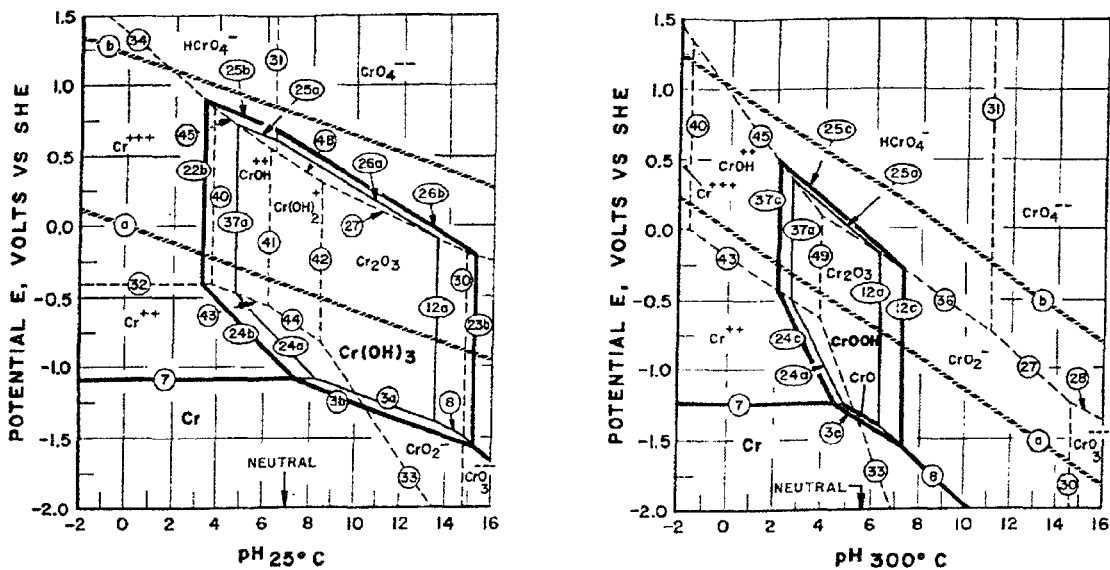 POTENTIAL E, VOLTS VS SHE
1.5
1.0
0.5
0.0
-0.5
-1.0
-1.5
-2.0
b
34
HCrO4-
31
CrO4--
25b
25a
Cr+++
45
48
22b
CrOH++
26a
40
37a
Cr(OH)2+
26b
a
27
41
42
Cr2O3
30
32
12a
23b
43
44
Cr++
24b
24a
Cr(OH)3
7
3b
3a
8
Cr
CrO2-
NEUTRAL
33
CrO3---
-2 0 2 4 6 8 10 12 14 16
pH 25° C
POTENTIAL E, VOLTS VS SHE
1.5
1.0
0.5
0.0
-0.5
-1.0
-1.5
-2.0
40
45
25c
31
HCrO4-
CrOH++
25a
Cr+++
37c
CrO4--
37a
49
43
Cr2O3
12a
12c
36
b
Cr++
24c
CrOOH
CrO2-
24a
CrO
27
28
7
3c
Cr
a
CrO3---
33
8
30
NEUTRAL
-2 0 2 4 6 8 10 12 14 16
pH 300° C